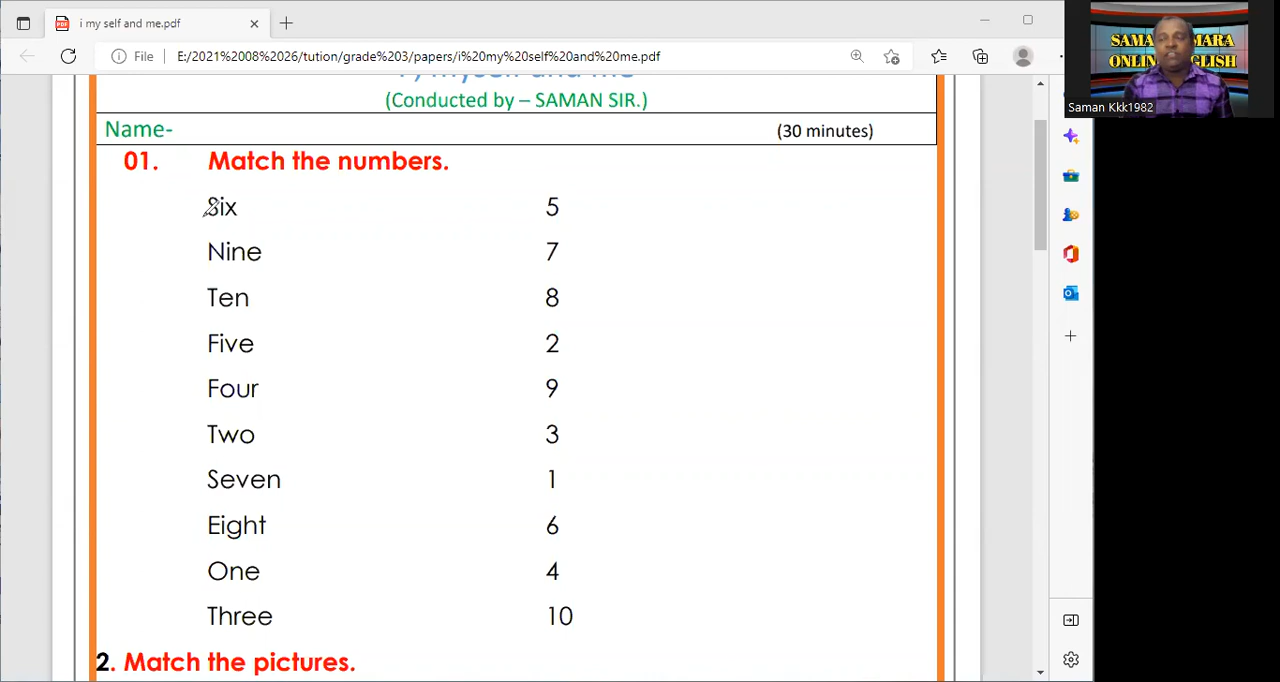 i my self and me.pdf
File
E:/2021%2008%2026/tution/grade%203/papers/i%20my%20self%20and%20me.pdf
Saman Kkk1982
(Conducted by – SAMAN SIR.)
Name-
(30 minutes)
01. Match the numbers.
Six 5
Nine 7
Ten 8
Five 2
Four 9
Two 3
Seven 1
Eight 6
One 4
Three 10
2. Match the pictures.